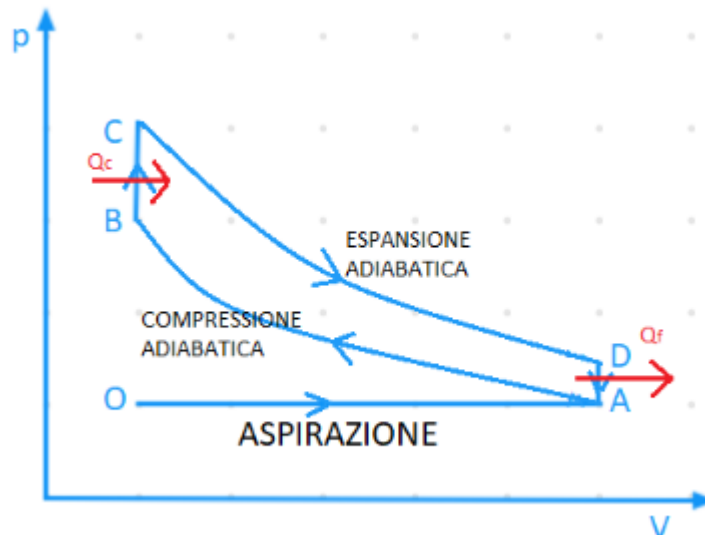 p
C
Qc
B
ESPANSIONE
ADIABATICA
COMPRESSIONE
ADIABATICA
Qf
D
O
A
ASPIRAZIONE
V